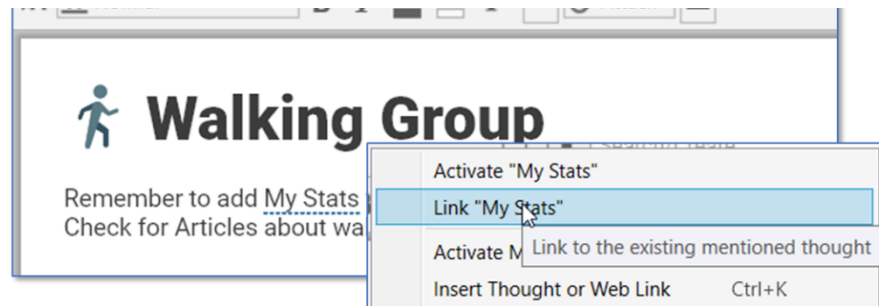 Walking Group
Remember to add My Stats
Check for Articles about wa
Activate "My Stats"
Link "My Stats"
Activate M
Link to the existing mentioned thought
Insert Thought or Web Link Ctrl+K